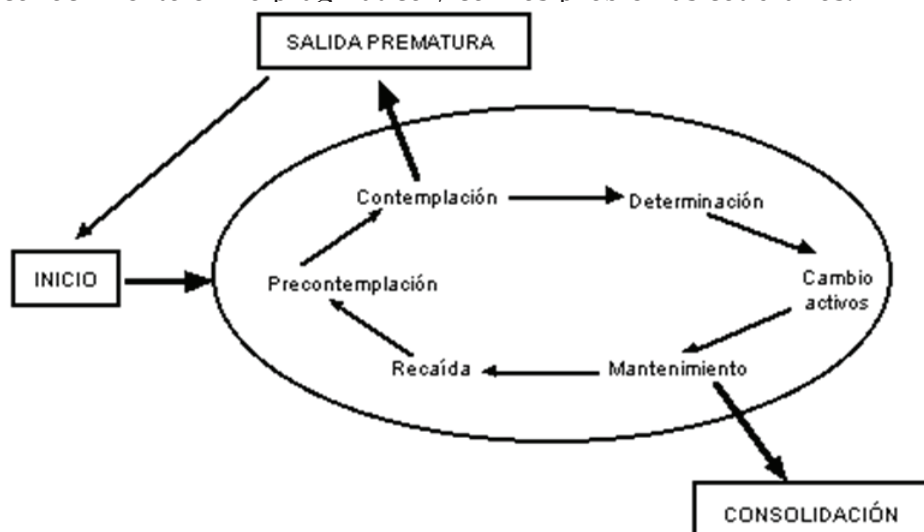 SALIDA PREMATURA
Contemplación
Determinación
INICIO
Precontemplación
Cambio
activos
Recaída
Mantenimiento
CONSOLIDACIÓN